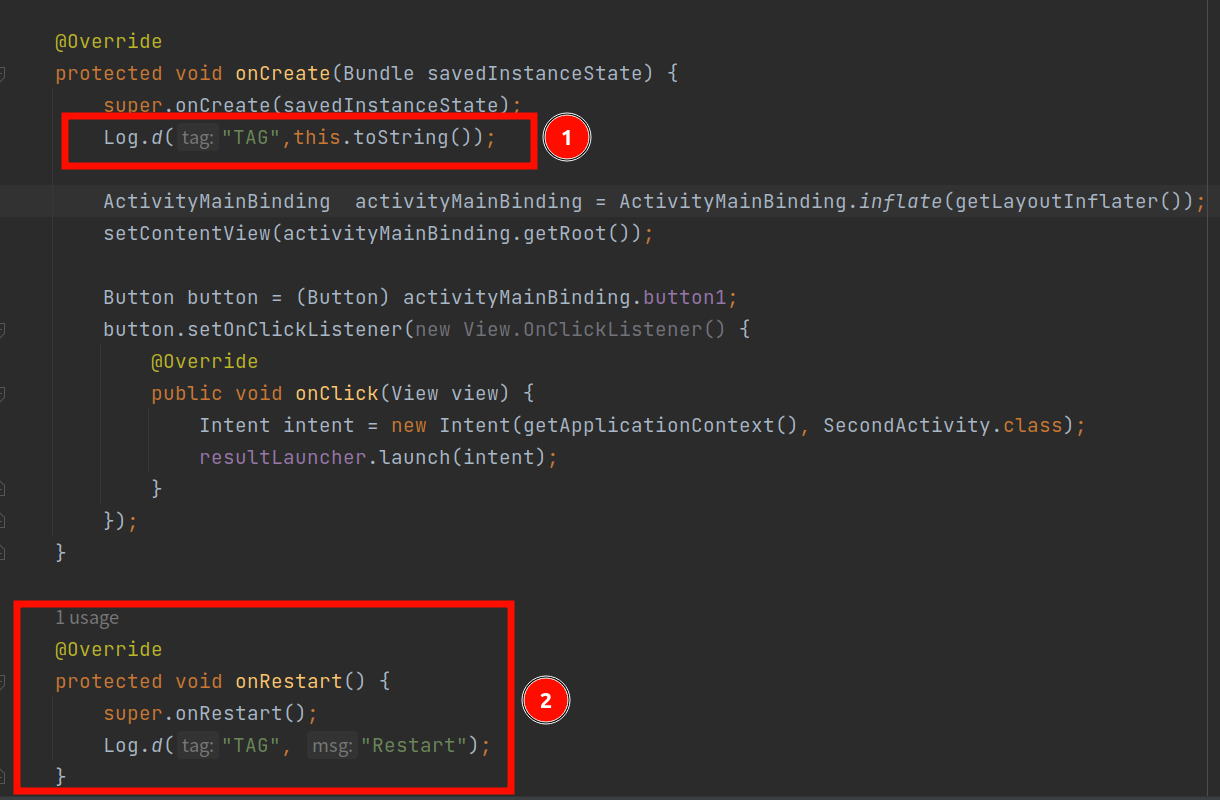 @Override
protected void onCreate(Bundle savedInstanceState) {
super.onCreate(savedInstanceState);
Log.d( tag: "TAG",this.toString());
1
ActivityMainBinding  activityMainBinding = ActivityMainBinding.inflate(getLayoutInflater());
setContentView(activityMainBinding.getRoot());
Button button = (Button) activityMainBinding.button1;
button.setOnClickListener(new View.OnClickListener() {
@Override
public void onClick(View view) {
Intent intent = new Intent(getApplicationContext(), SecondActivity.class);
resultLauncher.launch(intent);
}
});
}
1 usage
@Override
protected void onRestart() {
2
super.onRestart();
Log.d( tag: "TAG", msg: "Restart");
}